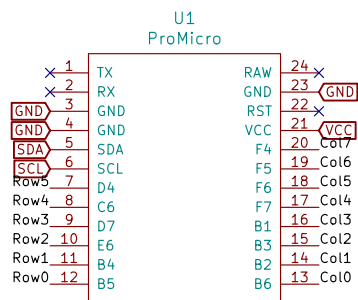 U1
ProMicro
1 TX RAW 24
2 RX GND 23 GND
GND 3 GND RST 22
GND 4 GND VCC 21 VCC
SDA 5 SDA F4 20 Col7
SCL 6 SCL F5 19 Col6
Row5 7 D4 F6 18 Col5
Row4 8 C6 F7 17 Col4
Row3 9 D7 B1 16 Col3
Row2 10 E6 B3 15 Col2
Row1 11 B4 B2 14 Col1
Row0 12 B5 B6 13 Col0